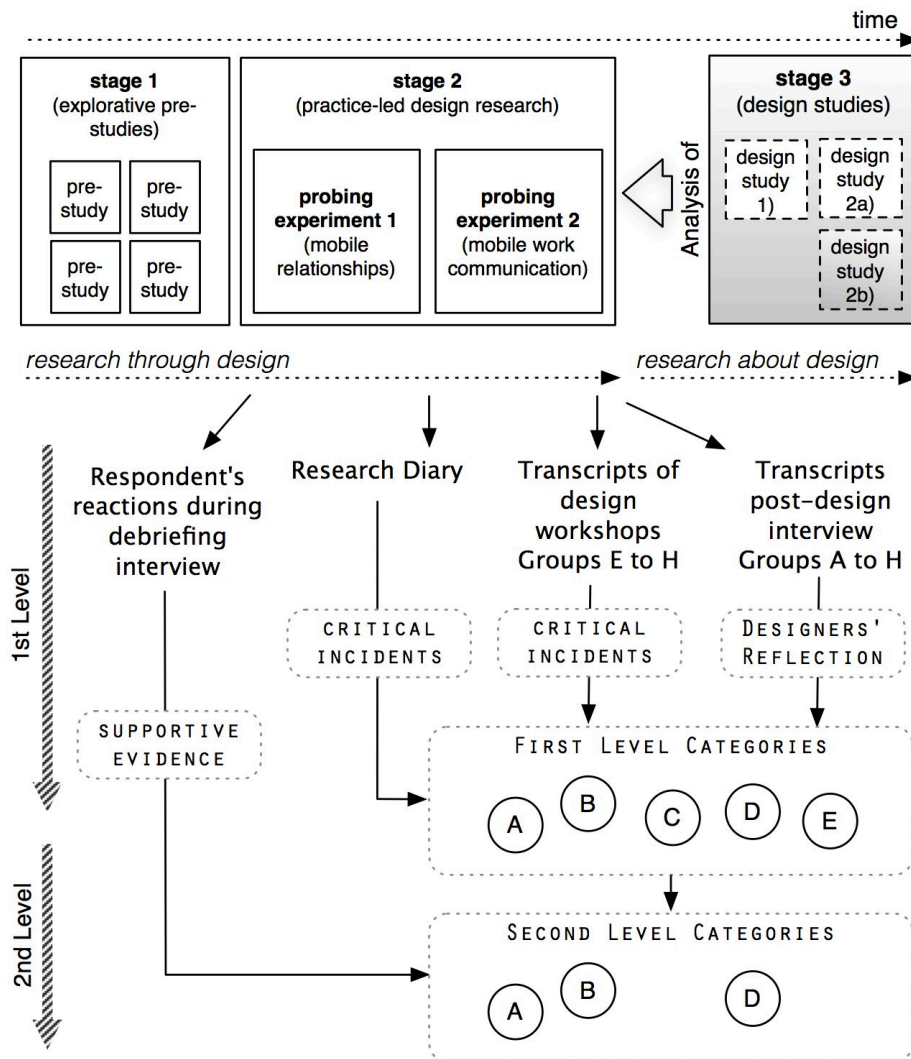 time
stage 1
(explorative pre-
studies)
pre-
study
pre-
study
pre-
study
pre-
study
stage 2
(practice-led design research)
probing
experiment 1
(mobile
relationships)
probing
experiment 2
(mobile work
communication)
Analysis of
stage 3
(design studies)
design
study
1)
design
study
2a)
design
study
2b)
research through design
research about design
1st Level
Respondent's
reactions during
debriefing
interview
Research Diary
Transcripts of
design
workshops
Groups E to H
Transcripts
post-design
interview
Groups A to H
CRITICAL
INCIDENTS
CRITICAL
INCIDENTS
DESIGNERS'
REFLECTION
SUPPORTIVE
EVIDENCE
FIRST LEVEL CATEGORIES
A
B
C
D
E
2nd Level
SECOND LEVEL CATEGORIES
A
B
D